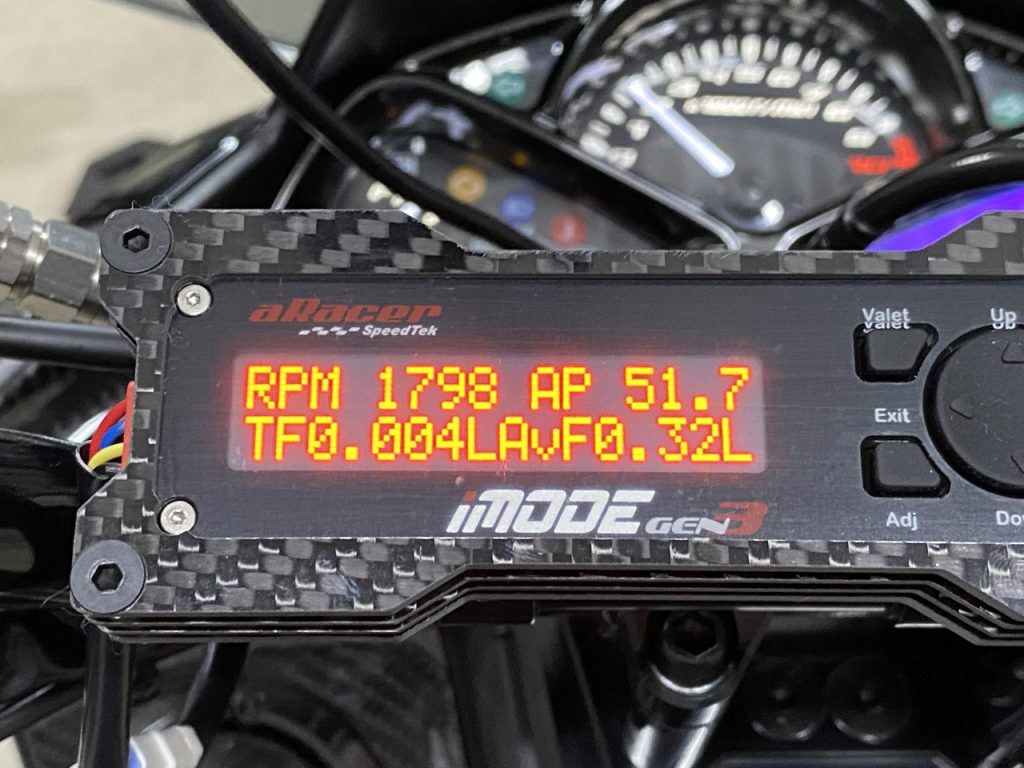 aRacer
SpeedTek
RPM 1798 AP 51.7
TF0.004LAvF0.32L
iMODE GEN3
Valet
Up
Exit
Adj